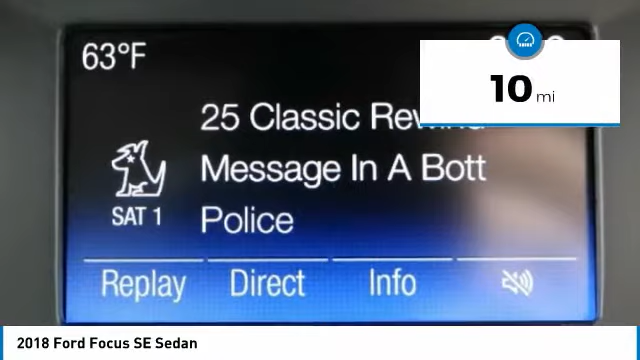 63°F
10 mi
25 Classic Rewind
Message In A Bott
SAT 1
Police
Replay Direct Info
2018 Ford Focus SE Sedan